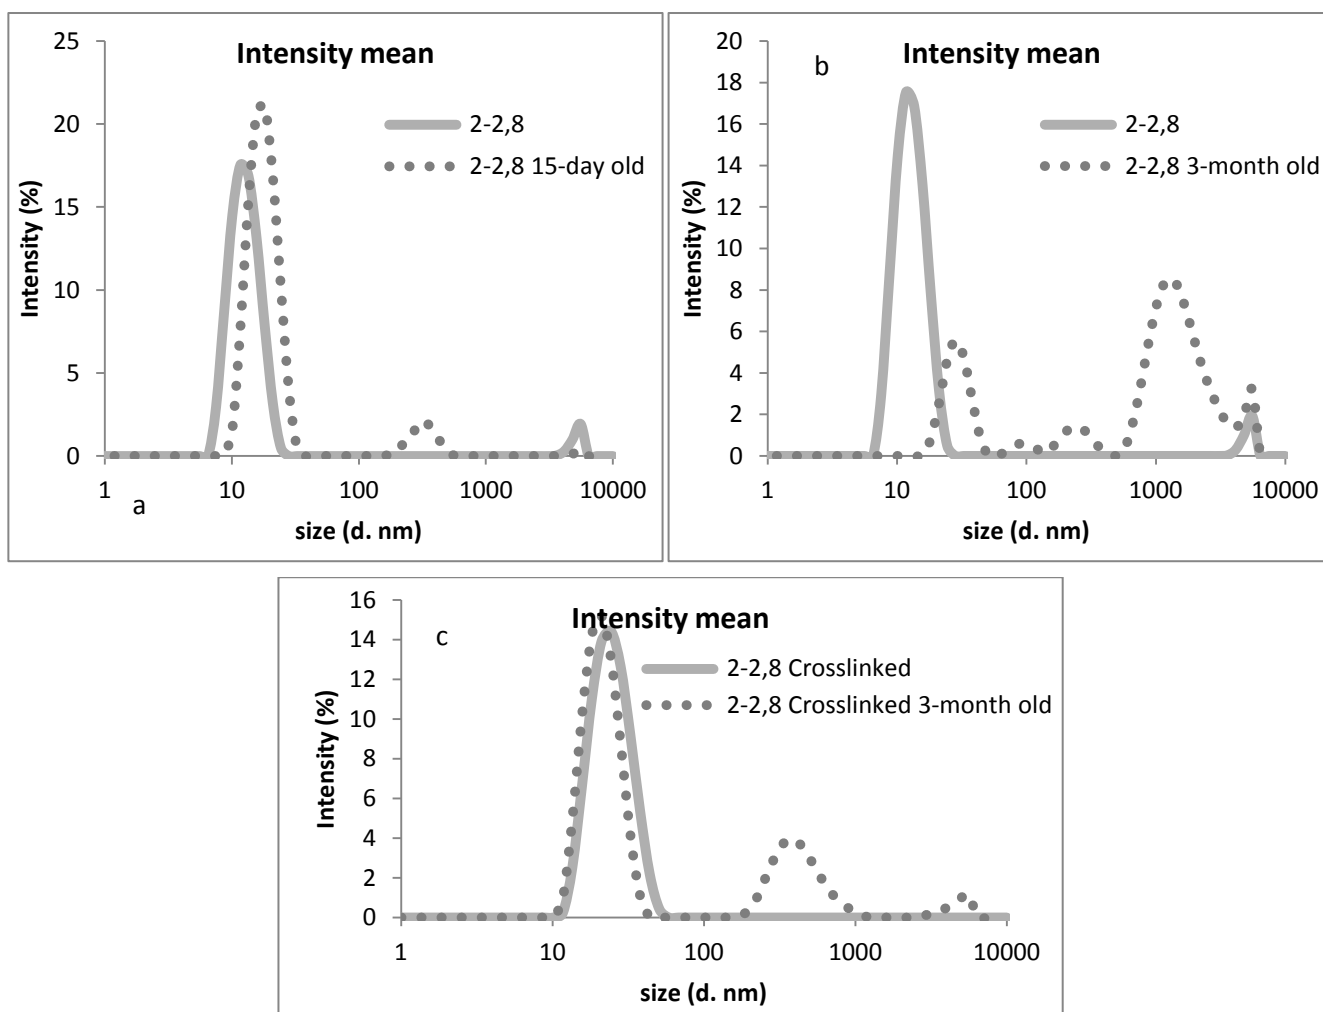 Intensity mean
25
20
15
10
5
0
Intensity (%)
2-2,8
2-2,8 15-day old
1 10 100 1000 10000
a
size (d. nm)
Intensity mean
b
20
18
16
14
12
10
8
6
4
2
0
Intensity (%)
2-2,8
2-2,8 3-month old
1 10 100 1000 10000
size (d. nm)
Intensity mean
c
16
14
12
10
8
6
4
2
0
Intensity (%)
2-2,8 Crosslinked
2-2,8 Crosslinked 3-month old
1 10 100 1000 10000
size (d. nm)